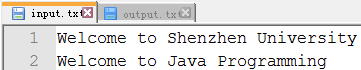 input.txt output.txt
1 Welcome to Shenzhen University
2 Welcome to Java Programming